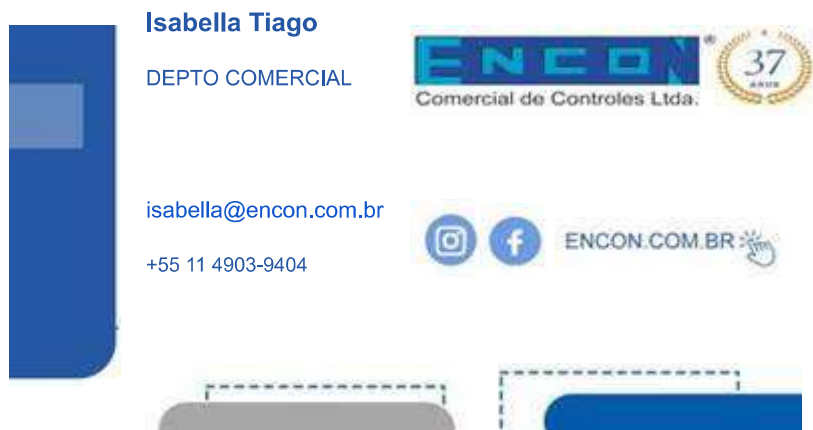 Isabella Tiago
DEPTO COMERCIAL
ENCON®
Comercial de Controles Ltda.
37
ANOS
isabella@encon.com.br
ENCON.COM.BR
+55 11 4903-9404